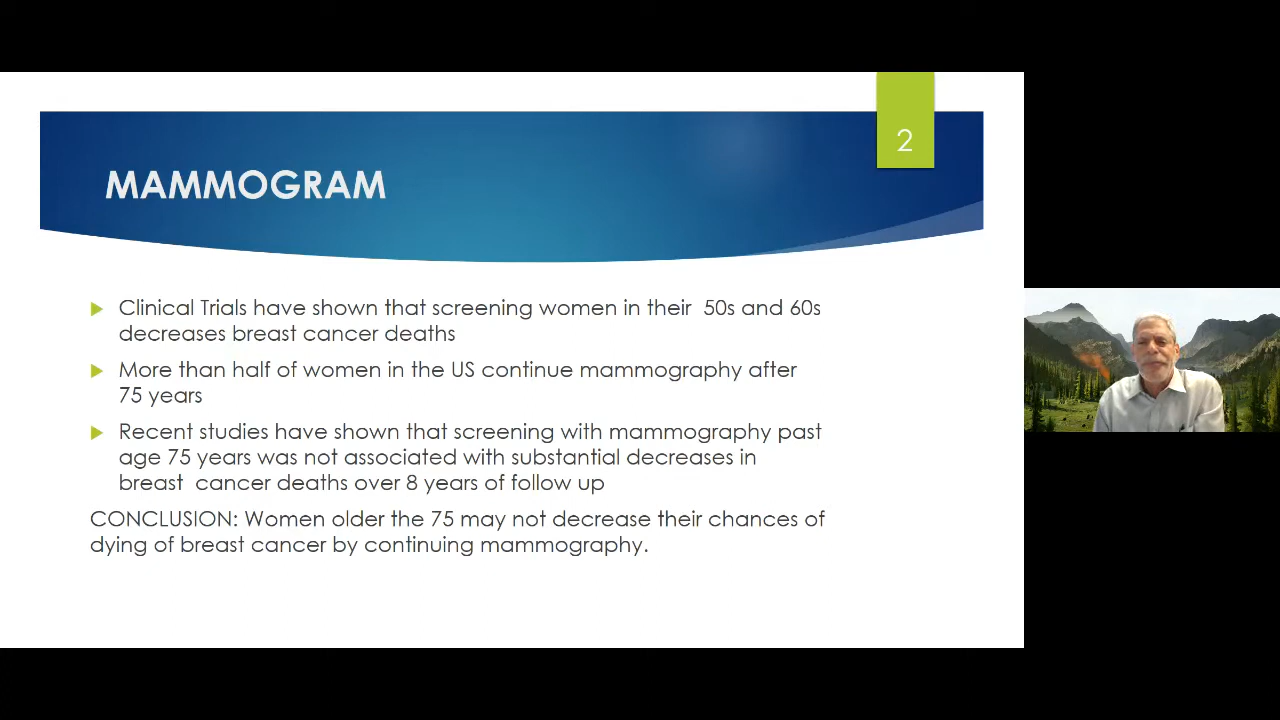 2
MAMMOGRAM
Clinical Trials have shown that screening women in their 50s and 60s
decreases breast cancer deaths
More than half of women in the US continue mammography after
75 years
Recent studies have shown that screening with mammography past
age 75 years was not associated with substantial decreases in
breast cancer deaths over 8 years of follow up
CONCLUSION: Women older the 75 may not decrease their chances of
dying of breast cancer by continuing mammography.